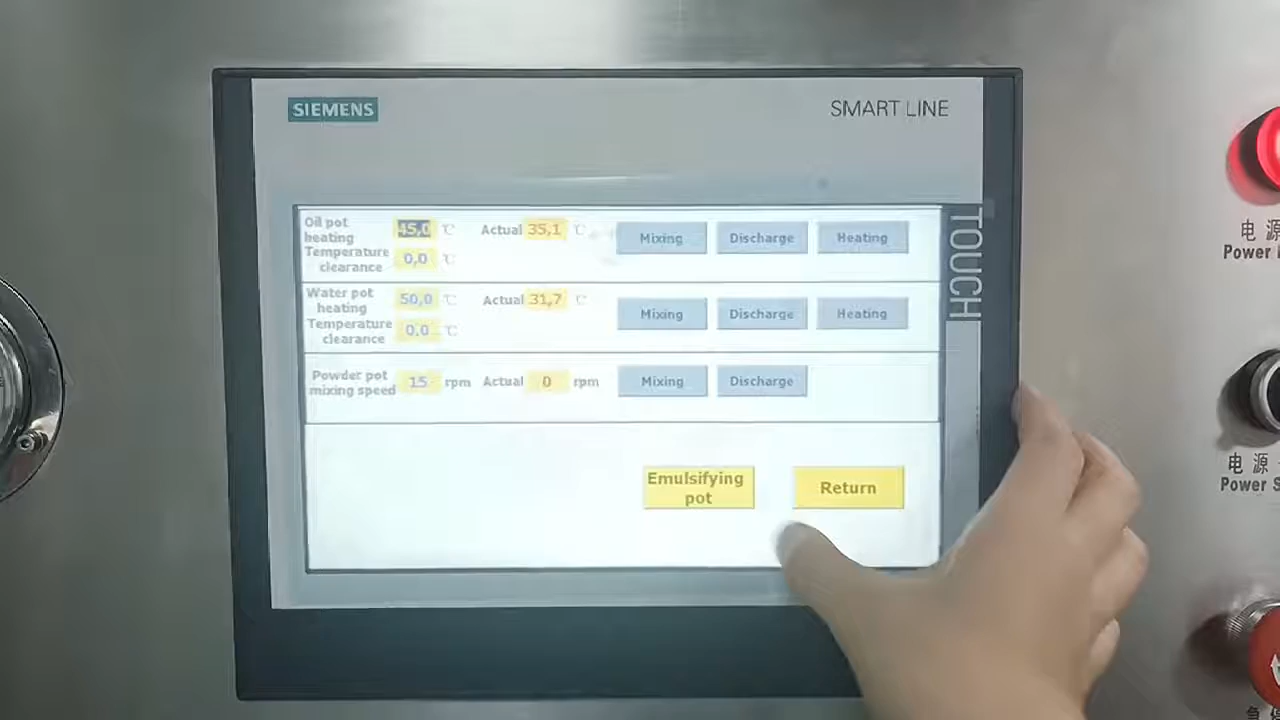 SIEMENS
SMART LINE
TOUCH
Oil pot heating 45,0 ℃ Actual 35,1 ℃ Mixing Discharge Heating
Temperature clearance 0,0 ℃
Water pot heating 50,0 ℃ Actual 31,7 ℃ Mixing Discharge Heating
Temperature clearance 0,0 ℃
Powder pot mixing speed 15 rpm Actual 0 rpm Mixing Discharge
Emulsifying pot
Return
电源
Power
电源
Power S
急